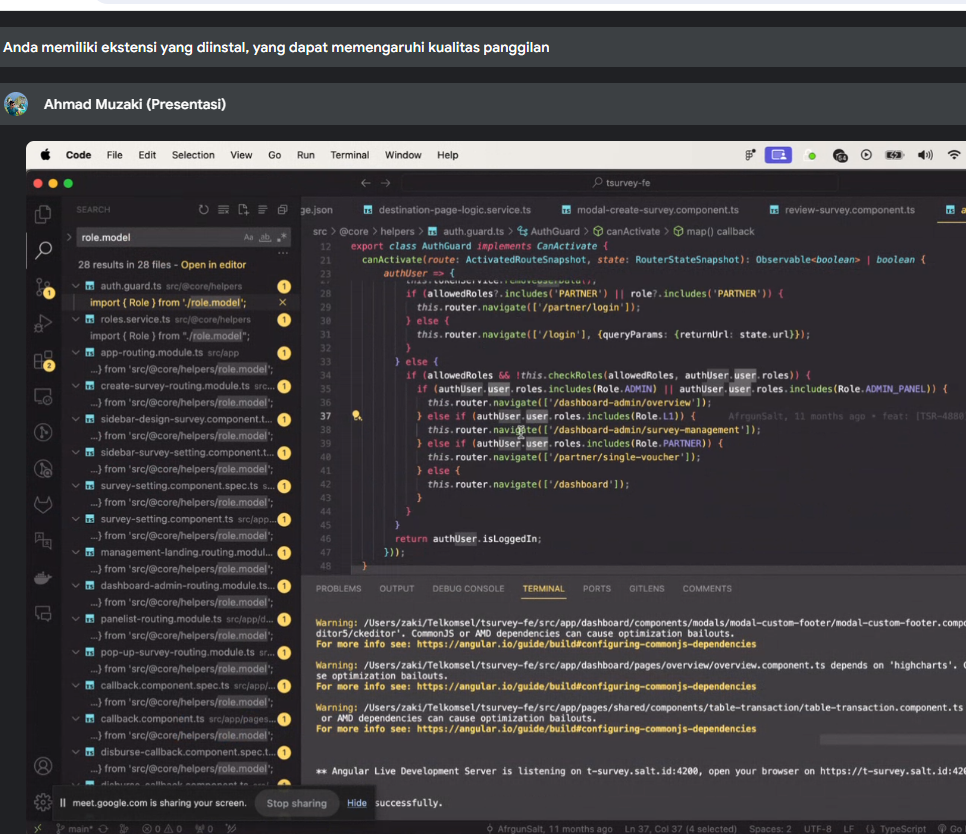 Anda memiliki ekstensi yang diinstal, yang dapat memengaruhi kualitas panggilan
Ahmad Muzaki (Presentasi)
Code File Edit Selection View Go Run Terminal Window Help
tsurvey-fe
SEARCH
role.model
28 results in 28 files - Open in editor
auth.guard.ts src/@core/helpers 1
import { Role } from './role.model';
roles.service.ts src/@core/helpers 1
import { Role } from "./role.model";
app-routing.module.ts src/app 1
...} from 'src/@core/helpers/role.model';
create-survey-routing.module.ts src... 1
...} from 'src/@core/helpers/role.model';
sidebar-design-survey.component.t... 1
...} from 'src/@core/helpers/role.model';
sidebar-survey-setting.component.t... 1
...} from 'src/@core/helpers/role.model';
survey-setting.component.spec.ts s... 1
...} from 'src/@core/helpers/role.model';
survey-setting.component.ts src/app... 1
...} from 'src/@core/helpers/role.model';
management-landing.routing.modul... 1
...} from 'src/@core/helpers/role.model';
dashboard-admin-routing.module.ts... 1
...} from 'src/@core/helpers/role.model';
panelist-routing.module.ts src/app/d... 1
...} from 'src/@core/helpers/role.model';
pop-up-survey-routing.module.ts sr... 1
...} from 'src/@core/helpers/role.model';
callback.component.spec.ts src/app/... 1
...} from 'src/@core/helpers/role.model';
callback.component.ts src/app/pages... 1
...} from 'src/@core/helpers/role.model';
disburse-callback.component.spec.t... 1
...} from 'src/@core/helpers/role.model';
ge.json destination-page-logic.service.ts modal-create-survey.component.ts review-survey.component.ts
src > @core > helpers > auth.guard.ts > AuthGuard > canActivate > map() callback
12 export class AuthGuard implements CanActivate {
21 canActivate(route: ActivatedRouteSnapshot, state: RouterStateSnapshot): Observable<boolean> | boolean {
23 authUser => {
28 if (allowedRoles?.includes('PARTNER') || role?.includes('PARTNER')) {
29 this.router.navigate(['/partner/login']);
30 } else {
31 this.router.navigate(['/login'], {queryParams: {returnUrl: state.url}});
32 }
33 } else {
34 if (allowedRoles && !this.checkRoles(allowedRoles, authUser.user.roles)) {
35 if (authUser.user.roles.includes(Role.ADMIN) || authUser.user.roles.includes(Role.ADMIN_PANEL)) {
36 this.router.navigate(['/dashboard-admin/overview']);
37 } else if (authUser.user.roles.includes(Role.L1)) { AfrgunSalt, 11 months ago • feat: [TSR-4880
38 this.router.navigate(['/dashboard-admin/survey-management']);
39 } else if (authUser.user.roles.includes(Role.PARTNER)) {
40 this.router.navigate(['/partner/single-voucher']);
41 } else {
42 this.router.navigate(['/dashboard']);
43 }
44 }
45 }
46 return authUser.isLoggedIn;
47 }));
48 }
PROBLEMS OUTPUT DEBUG CONSOLE TERMINAL PORTS GITLENS COMMENTS
Warning: /Users/zaki/Telkomsel/tsurvey-fe/src/app/dashboard/components/modals/modal-custom-footer/modal-custom-footer.compo
ditor5/ckeditor'. CommonJS or AMD dependencies can cause optimization bailouts.
For more info see: https://angular.io/guide/build#configuring-commonjs-dependencies
Warning: /Users/zaki/Telkomsel/tsurvey-fe/src/app/dashboard/pages/overview/overview.component.ts depends on 'highcharts'. C
se optimization bailouts.
For more info see: https://angular.io/guide/build#configuring-commonjs-dependencies
Warning: /Users/zaki/Telkomsel/tsurvey-fe/src/app/pages/shared/components/table-transaction/table-transaction.component.ts
or AMD dependencies can cause optimization bailouts.
For more info see: https://angular.io/guide/build#configuring-commonjs-dependencies
** Angular Live Development Server is listening on t-survey.salt.id:4200, open your browser on https://t-survey.salt.id:420
successfully.
meet.google.com is sharing your screen. Stop sharing Hide
main* 0 0 0 AfrgunSalt, 11 months ago Ln 37, Col 37 (4 selected) Spaces: 2 UTF-8 LF TypeScript Go